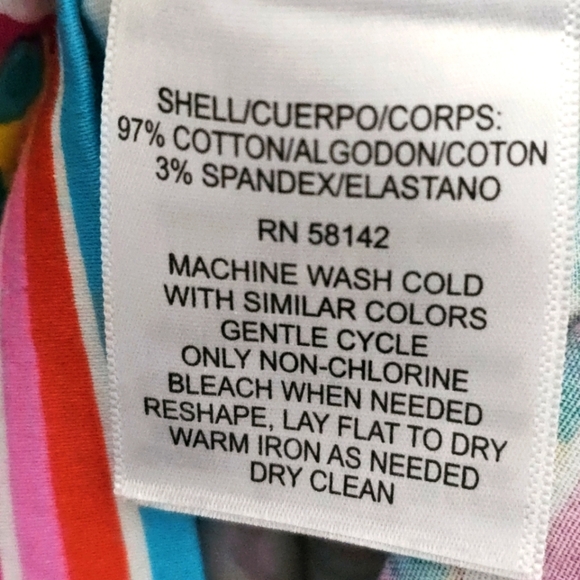 SHELL/CUERPO/CORPS:
97% COTTON/ALGODON/COTON
3% SPANDEX/ELASTANO
RN 58142
MACHINE WASH COLD
WITH SIMILAR COLORS
GENTLE CYCLE
ONLY NON-CHLORINE
BLEACH WHEN NEEDED
RESHAPE, LAY FLAT TO DRY
WARM IRON AS NEEDED
DRY CLEAN